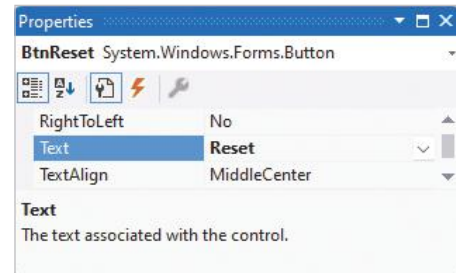 Properties
BtnReset System.Windows.Forms.Button
RightToLeft No
Text Reset
TextAlign MiddleCenter
Text
The text associated with the control.